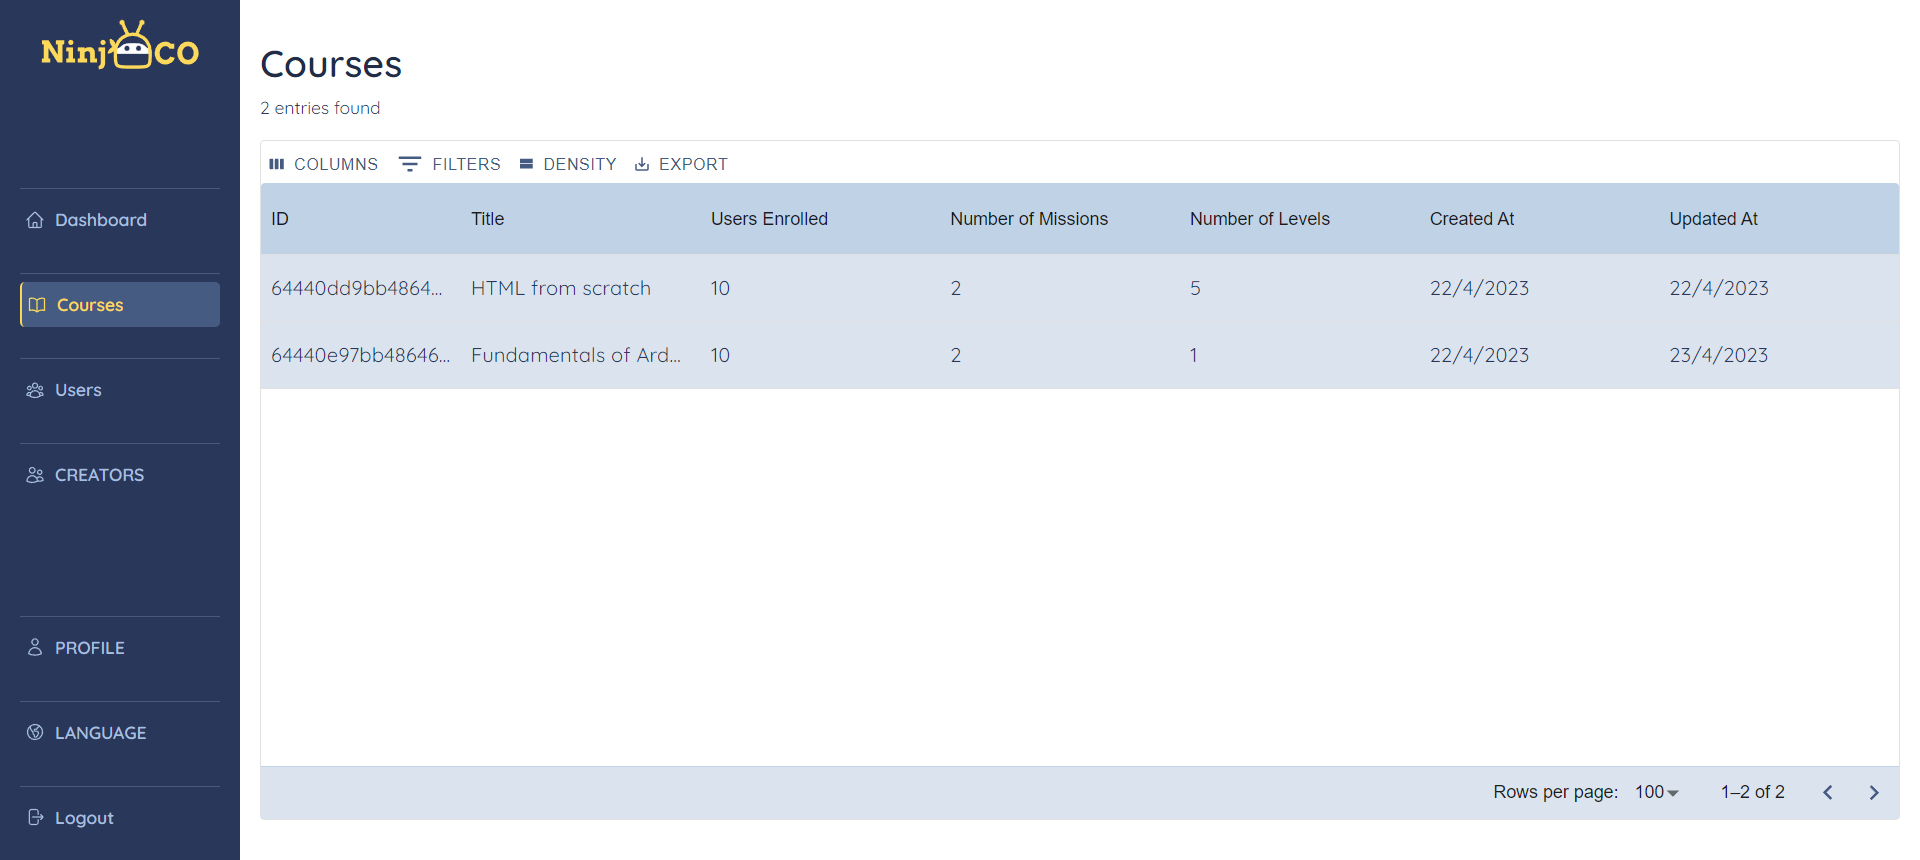 Ninj CO
Dashboard
Courses
Users
CREATORS
PROFILE
LANGUAGE
Logout
Courses
2 entries found
COLUMNS FILTERS DENSITY EXPORT
ID Title Users Enrolled Number of Missions Number of Levels Created At Updated At
64440dd9bb4864... HTML from scratch 10 2 5 22/4/2023 22/4/2023
64440e97bb48646... Fundamentals of Ard... 10 2 1 22/4/2023 23/4/2023
Rows per page: 100 1–2 of 2